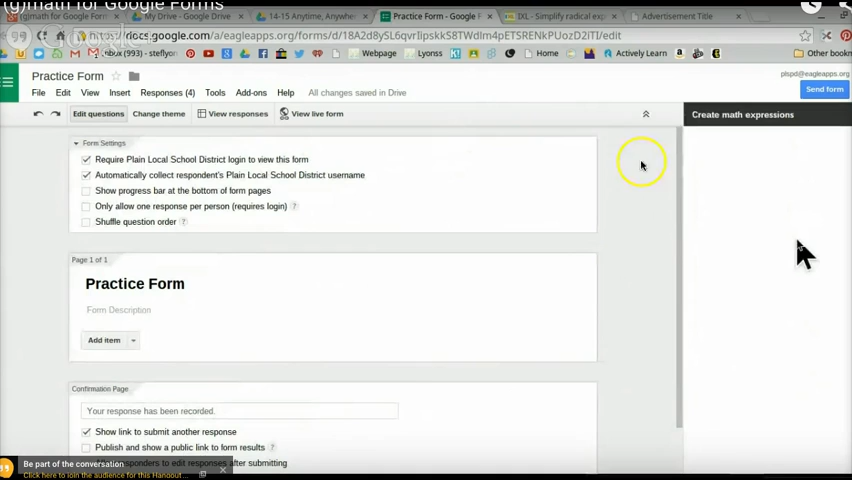 (g)math for Google Forms
(g)math for Google Forms
My Drive - Google Drive
14-15 Anytime, Anywhere
Practice Form - Google F
IXL - Simplify radical expre
Advertisement Title
https://docs.google.com/a/eagleapps.org/forms/d/18A2d8ySL6qvrlipskkS8TWdlm4pETSRENkPUozD2iTI/edit
Inbox (993) - steflyon
Webpage
Lyonss
Home
Actively Learn
Other bookm
Practice Form
plspd@eagleapps.org
File Edit View Insert Responses (4) Tools Add-ons Help All changes saved in Drive
Send form
Edit questions Change theme View responses View live form
Create math expressions
Form Settings
Require Plain Local School District login to view this form
Automatically collect respondent's Plain Local School District username
Show progress bar at the bottom of form pages
Only allow one response per person (requires login) ?
Shuffle question order ?
Page 1 of 1
Practice Form
Form Description
Add item
Confirmation Page
Your response has been recorded.
Show link to submit another response
Publish and show a public link to form results ?
responders to edit responses after submitting
Be part of the conversation
Click here to join the audience for this Hangout...